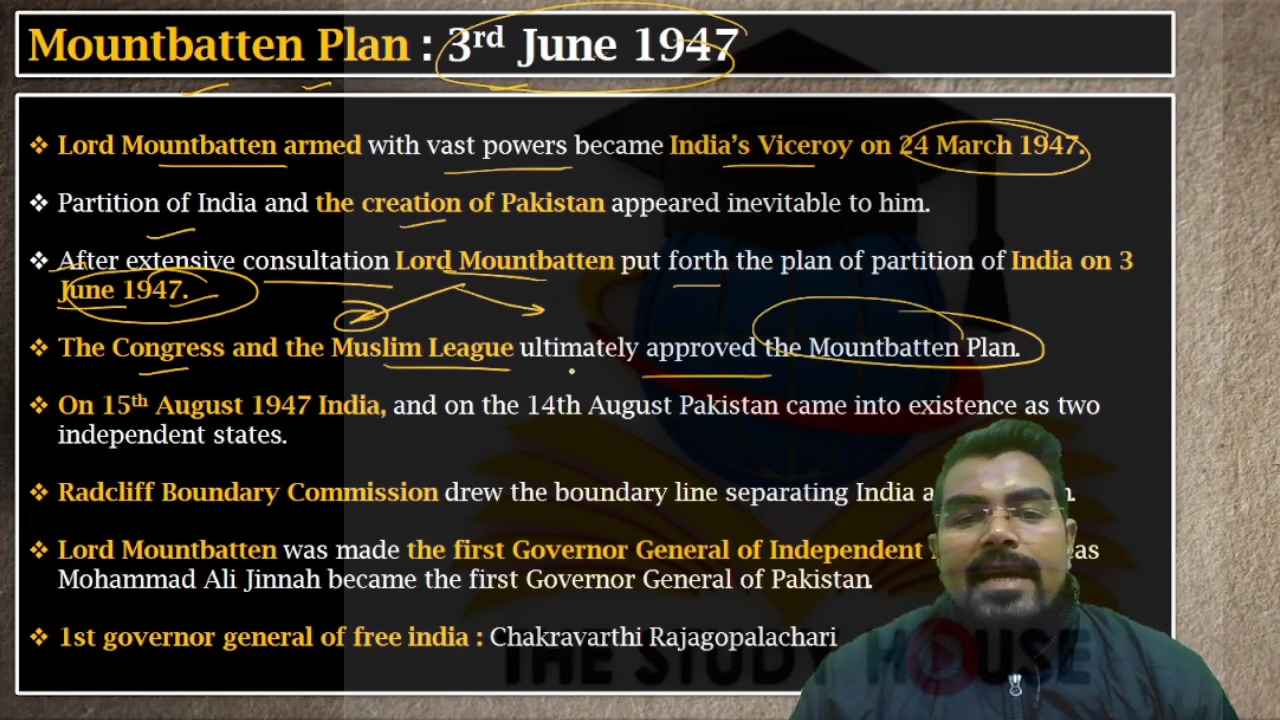 Mountbatten Plan : 3rd June 1947
❖ Lord Mountbatten armed with vast powers became India's Viceroy on 24 March 1947.
❖ Partition of India and the creation of Pakistan appeared inevitable to him.
❖ After extensive consultation Lord Mountbatten put forth the plan of partition of India on 3
June 1947.
❖ The Congress and the Muslim League ultimately approved the Mountbatten Plan.
❖ On 15th August 1947 India, and on the 14th August Pakistan came into existence as two
independent states.
❖ Radcliff Boundary Commission drew the boundary line separating India
❖ Lord Mountbatten was made the first Governor General of Independent
Mohammad Ali Jinnah became the first Governor General of Pakistan.
❖ 1st governor general of free india : Chakravarthi Rajagopalachari
THE STUDY HOUSE